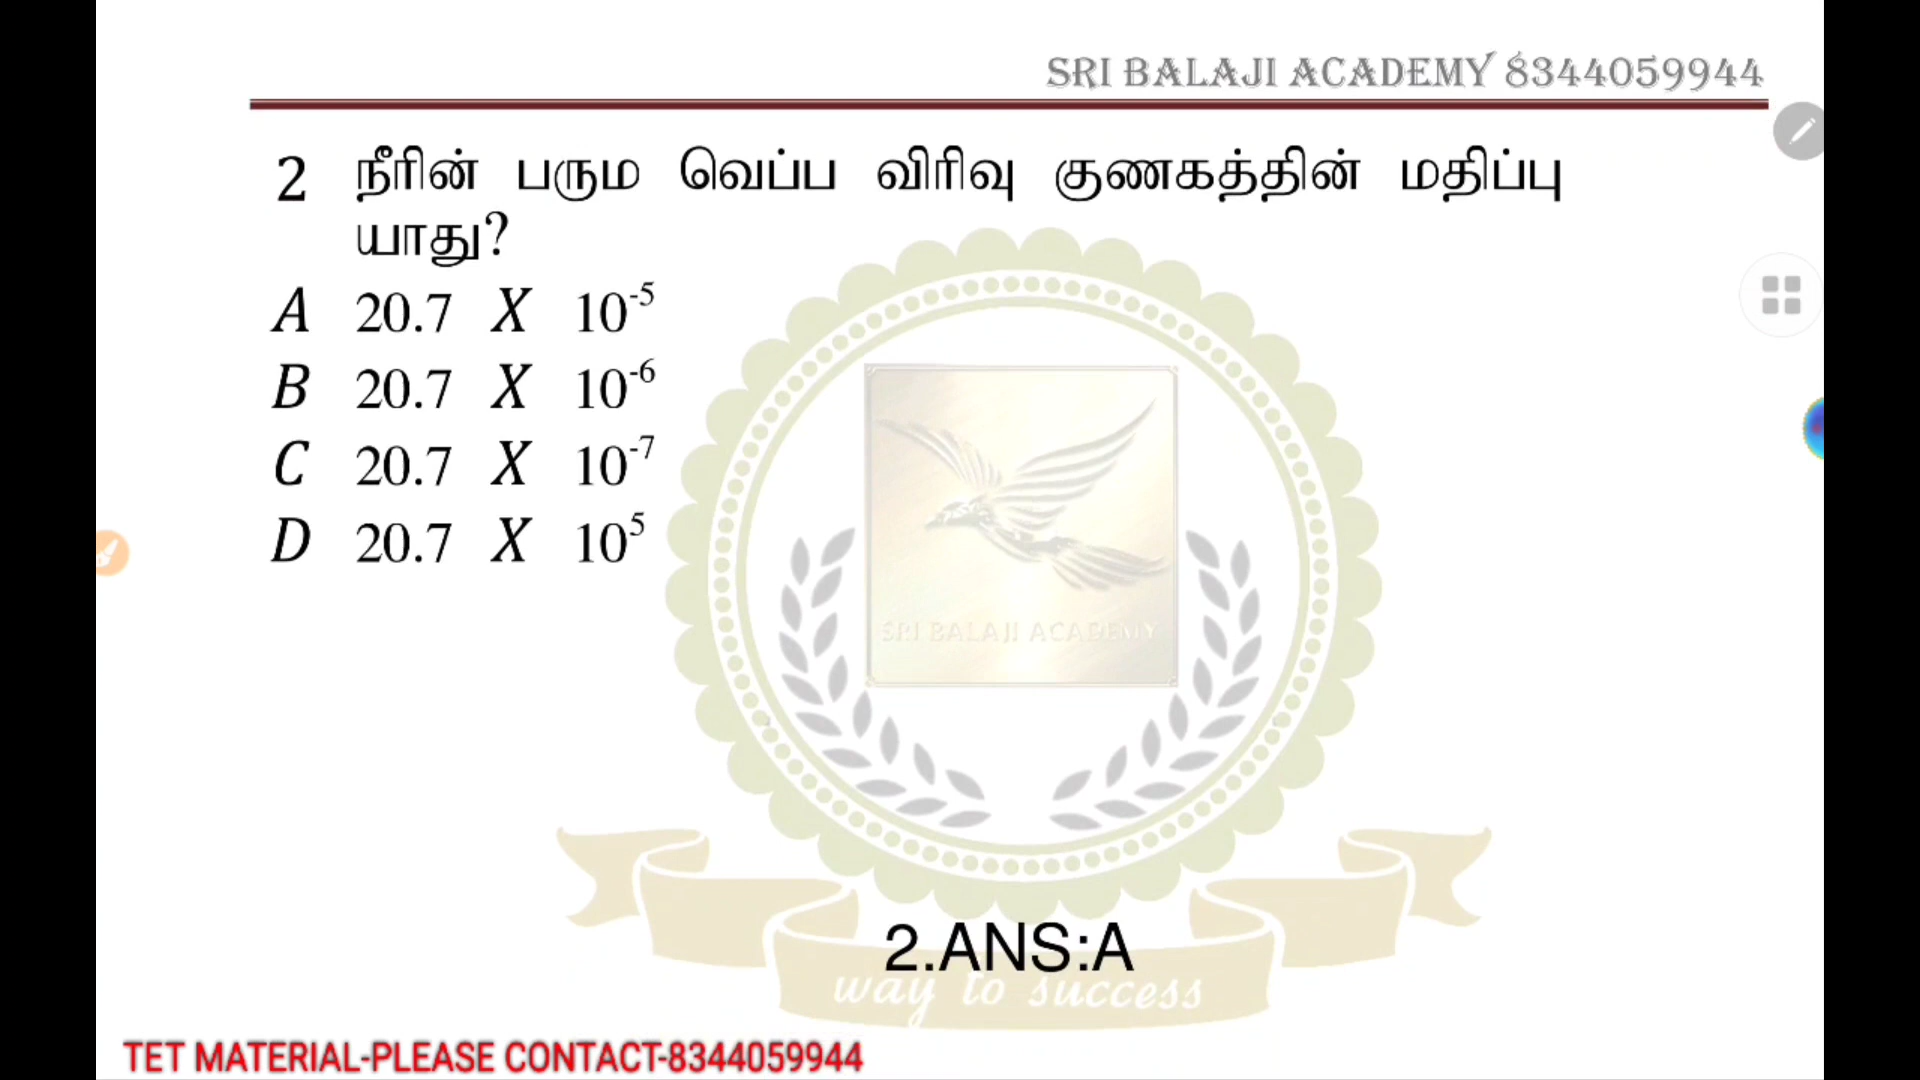 SRI BALAJI ACADEMY 8344059944
2 நீரின் பரும வெப்ப விரிவு குணகத்தின் மதிப்பு
யாது?
A 20.7 X 10⁻⁵
B 20.7 X 10⁻⁶
C 20.7 X 10⁻⁷
D 20.7 X 10⁵
SRI BALAJI ACADEMY
2.ANS:A
way to success
TET MATERIAL-PLEASE CONTACT-8344059944